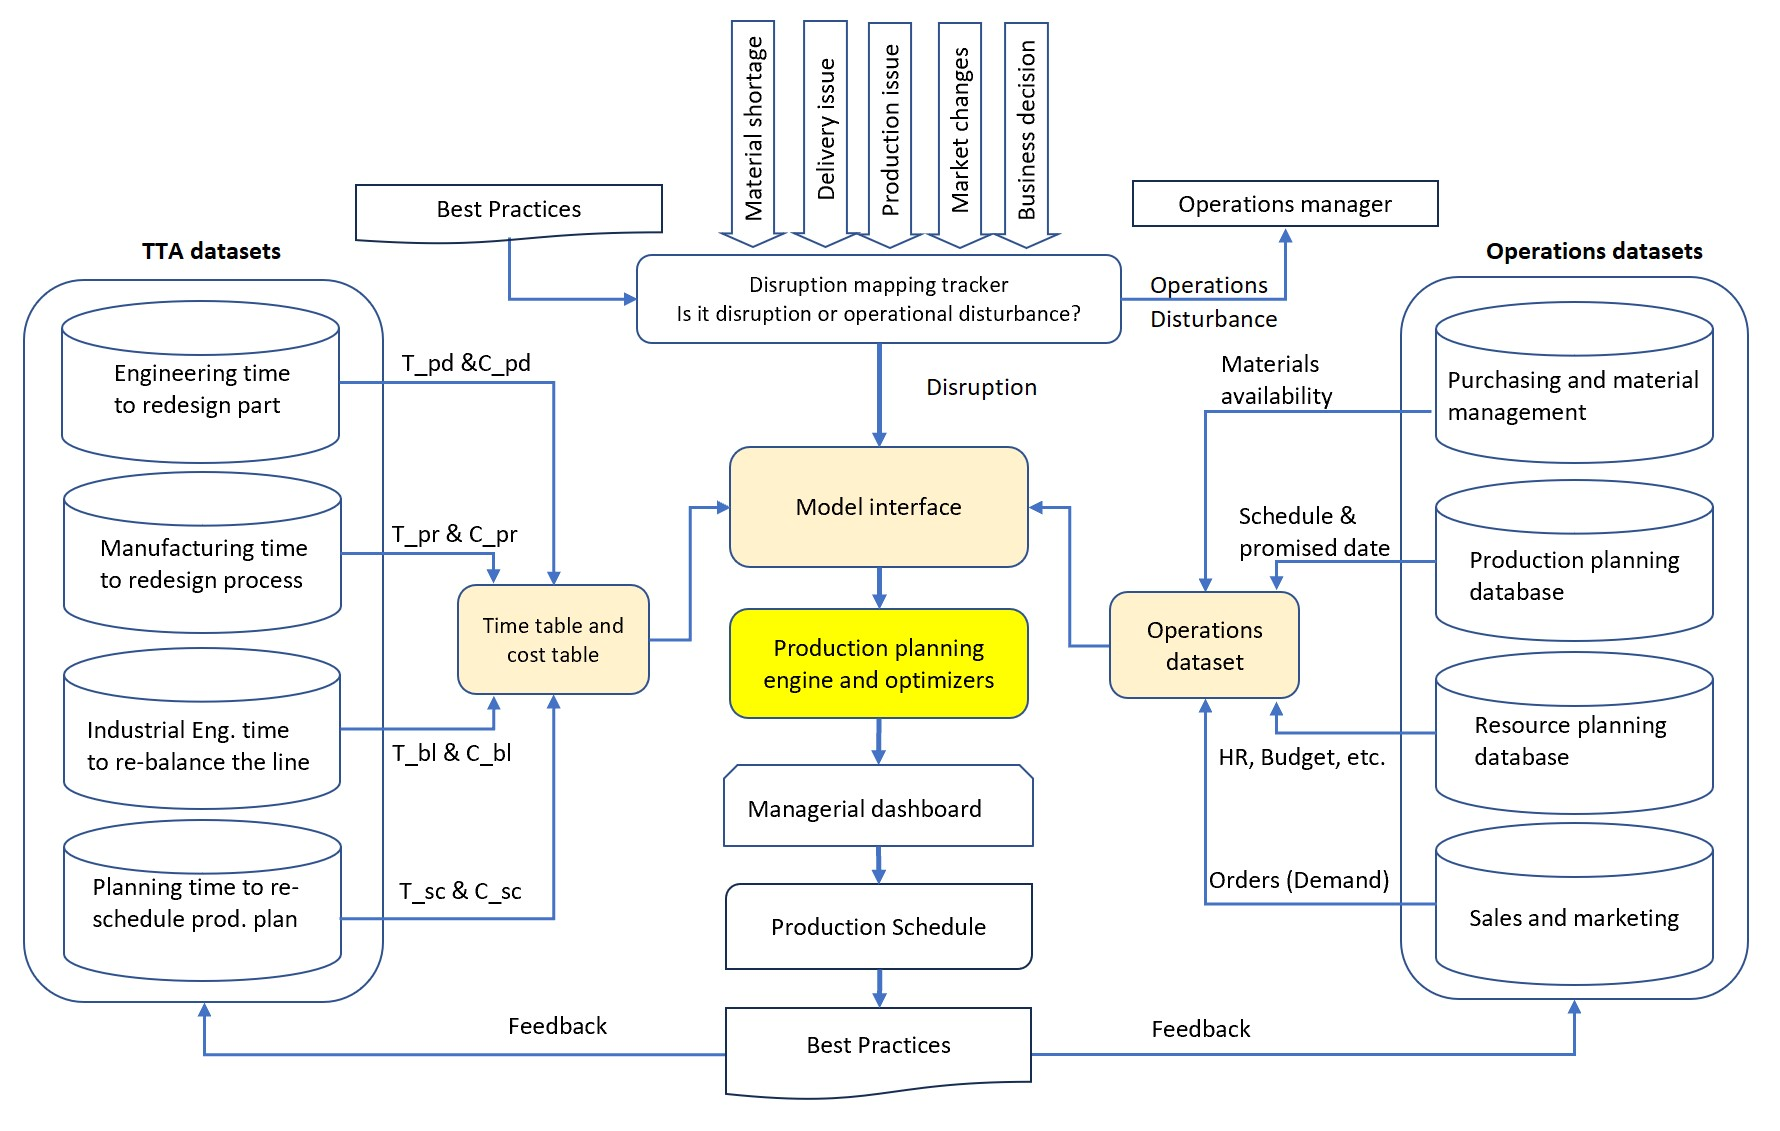 Material shortage
Delivery issue
Production issue
Market changes
Business decision
Best Practices
Operations manager
TTA datasets
Operations datasets
Disruption mapping tracker
Is it disruption or operational disturbance?
Operations
Disturbance
Engineering time
to redesign part
T_pd &C_pd
Disruption
Materials
availability
Purchasing and material
management
Manufacturing time
to redesign process
T_pr & C_pr
Model interface
Schedule &
promised date
Production planning
database
Time table and
cost table
Production planning
engine and optimizers
Operations
dataset
Industrial Eng. time
to re-balance the line
T_bl & C_bl
HR, Budget, etc.
Resource planning
database
Managerial dashboard
Planning time to re-
schedule prod. plan
T_sc & C_sc
Orders (Demand)
Sales and marketing
Production Schedule
Feedback
Best Practices
Feedback